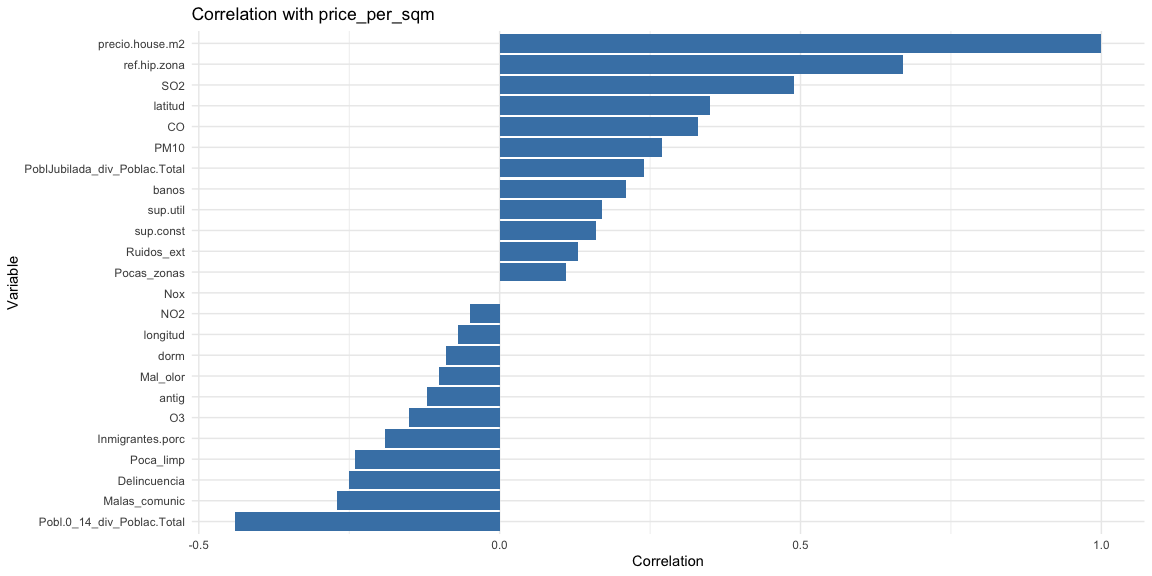 Correlation with price_per_sqm
Variable
precio.house.m2
ref.hip.zona
SO2
latitud
CO
PM10
PoblJubilada_div_Poblac.Total
banos
sup.util
sup.const
Ruidos_ext
Pocas_zonas
Nox
NO2
longitud
dorm
Mal_olor
antig
O3
Inmigrantes.porc
Poca_limp
Delincuencia
Malas_comunic
Pobl.0_14_div_Poblac.Total
-0.5 0.0 0.5 1.0
Correlation